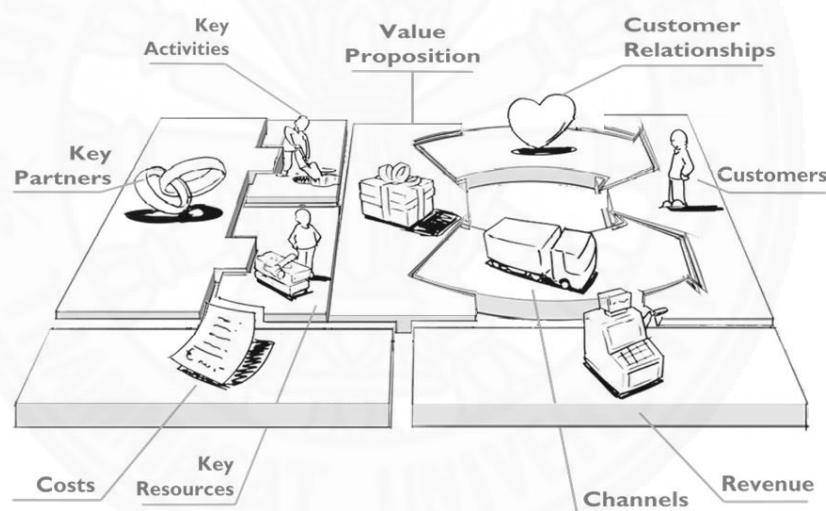 Key
Activities
Value
Proposition
Customer
Relationships
Key
Partners
Customers
Costs
Key
Resources
Channels
Revenue